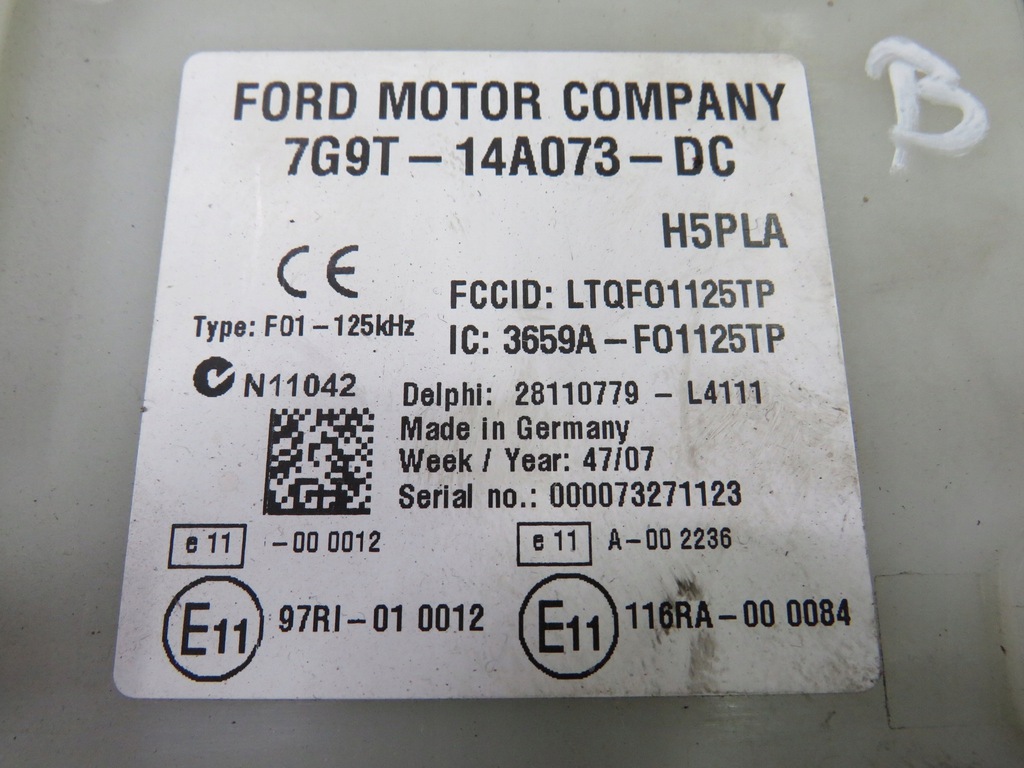 FORD MOTOR COMPANY
7G9T-14A073-DC
B
H5PLA
CE
FCCID: LTQFO1125TP
Type: FO1-125kHz
IC: 3659A-FO1125TP
N11042
Delphi: 28110779 - L4111
Made in Germany
Week / Year: 47/07
Serial no.: 000073271123
e 11 -00 0012
e 11 A-00 2236
E11 97RI-01 0012
E11 116RA-00 0084